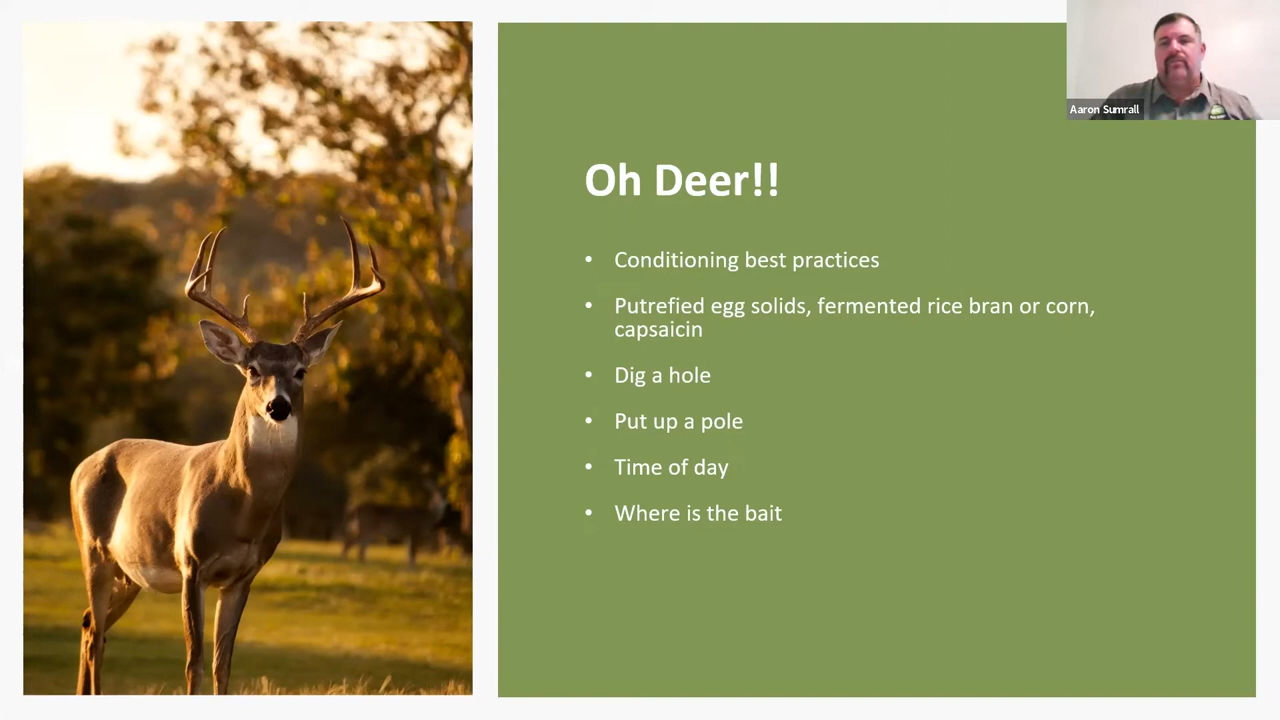 Aaron Sumrall
Oh Deer!!
• Conditioning best practices
• Putrefied egg solids, fermented rice bran or corn,
capsaicin
• Dig a hole
• Put up a pole
• Time of day
• Where is the bait